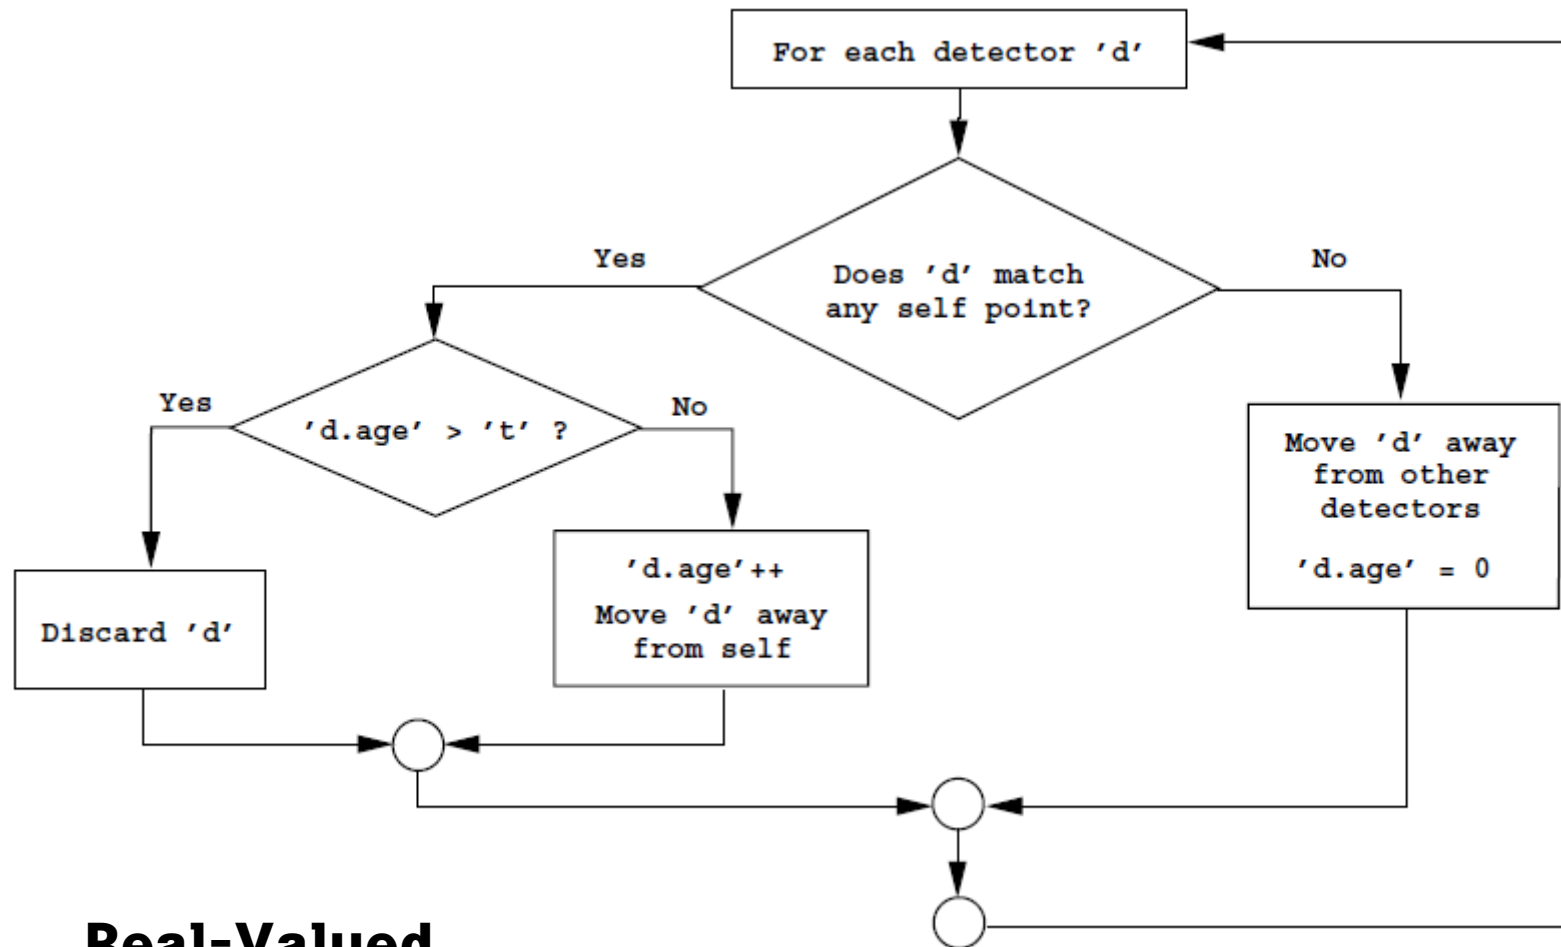 For each detector ’d’
Yes
Does ’d’ match
any self point?
No
Yes
’d.age’ > ’t’ ?
No
Move ’d’ away
from other
detectors
’d.age’ = 0
Discard ’d’
’d.age’++
Move ’d’ away
from self
Real-Valued